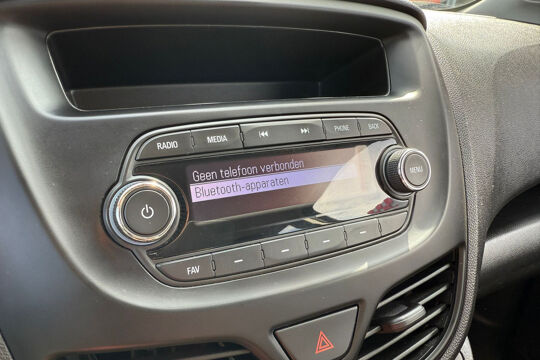 RADIO MEDIA PHONE BACK
Geen telefoon verbonden
Bluetooth-apparaten
MENU
FAV